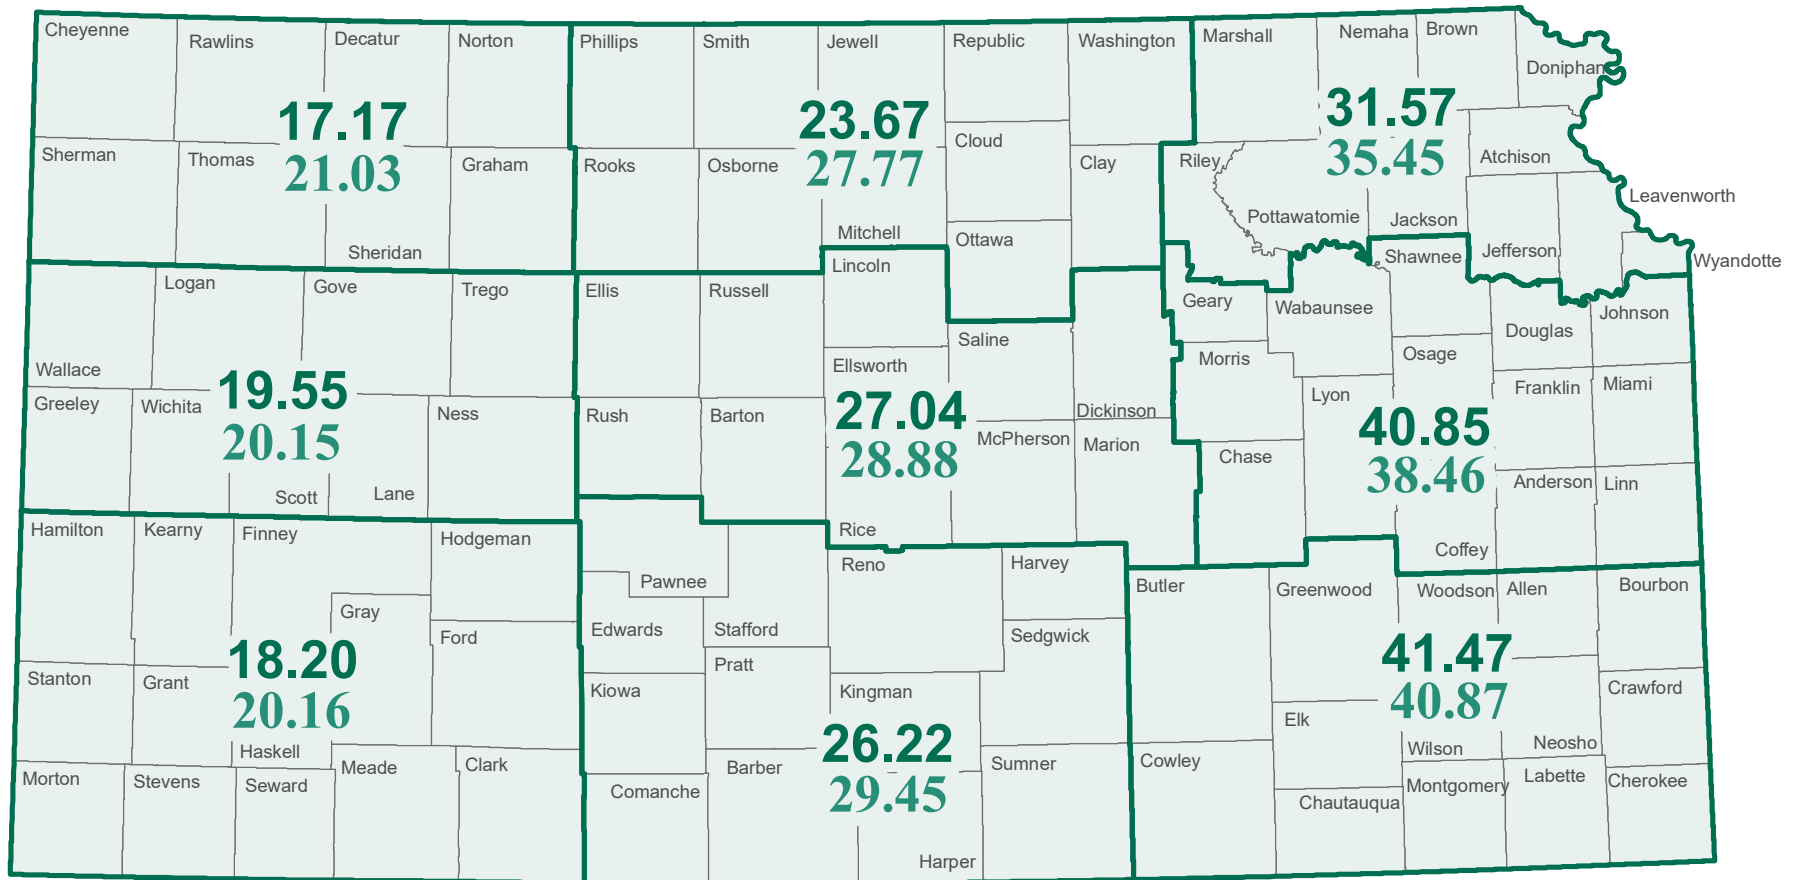 Cheyenne
Rawlins
Decatur
Norton
Phillips
Smith
Jewell
Republic
Washington
Marshall
Nemaha
Brown
Doniphan
17.17
21.03
23.67
27.77
31.57
35.45
Sherman
Thomas
Graham
Rooks
Osborne
Cloud
Clay
Riley
Atchison
Leavenworth
Sheridan
Mitchell
Ottawa
Pottawatomie
Jackson
Jefferson
Wyandotte
Shawnee
Logan
Gove
Trego
Ellis
Russell
Lincoln
Saline
Geary
Wabaunsee
Douglas
Johnson
Wallace
Ellsworth
Morris
Osage
Greeley
Wichita
19.55
20.15
Ness
Rush
Barton
27.04
28.88
Dickinson
McPherson
Marion
Lyon
Franklin
Miami
40.85
38.46
Chase
Anderson
Linn
Scott
Lane
Rice
Coffey
Hamilton
Kearny
Finney
Hodgeman
Pawnee
Reno
Harvey
Butler
Greenwood
Woodson
Allen
Bourbon
Gray
Ford
Edwards
Stafford
Sedgwick
18.20
20.16
41.47
40.87
Stanton
Grant
Kiowa
Pratt
Kingman
Crawford
Elk
26.22
29.45
Haskell
Wilson
Neosho
Morton
Stevens
Seward
Meade
Clark
Comanche
Barber
Sumner
Cowley
Chautauqua
Montgomery
Labette
Cherokee
Harper